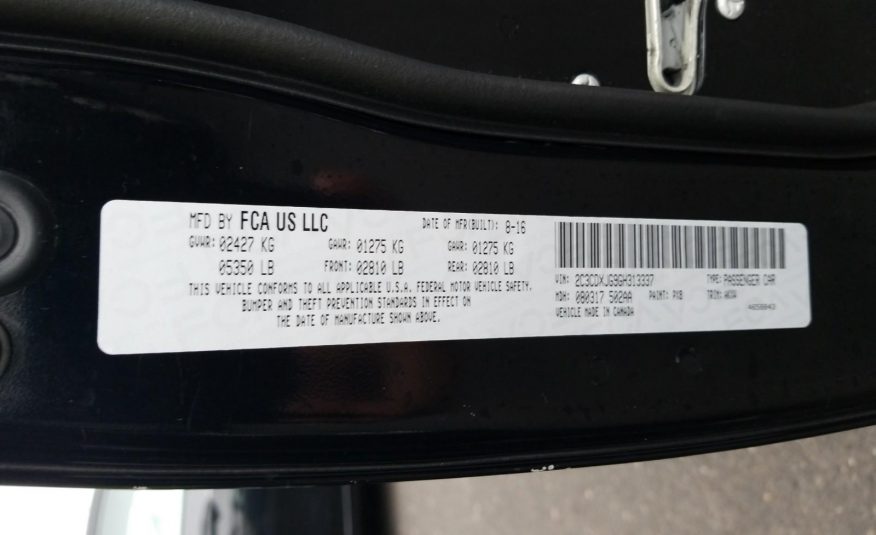 MFD BY FCA US LLC DATE OF MFR(BUILT): 8-16
GVWR: 02427 KG GAWR: 01275 KG GAWR: 01275 KG
05350 LB FRONT: 02810 LB REAR: 02810 LB
THIS VEHICLE CONFORMS TO ALL APPLICABLE U.S.A. FEDERAL MOTOR VEHICLE SAFETY,
BUMPER AND THEFT PREVENTION STANDARDS IN EFFECT ON
THE DATE OF MANUFACTURE SHOWN ABOVE.
VIN: 2C3CDXJG9GH313337 TYPE: PASSENGER CAR
MDH: 080317 502AA PAINT: PX8 TRIM:
VEHICLE MADE IN CANADA